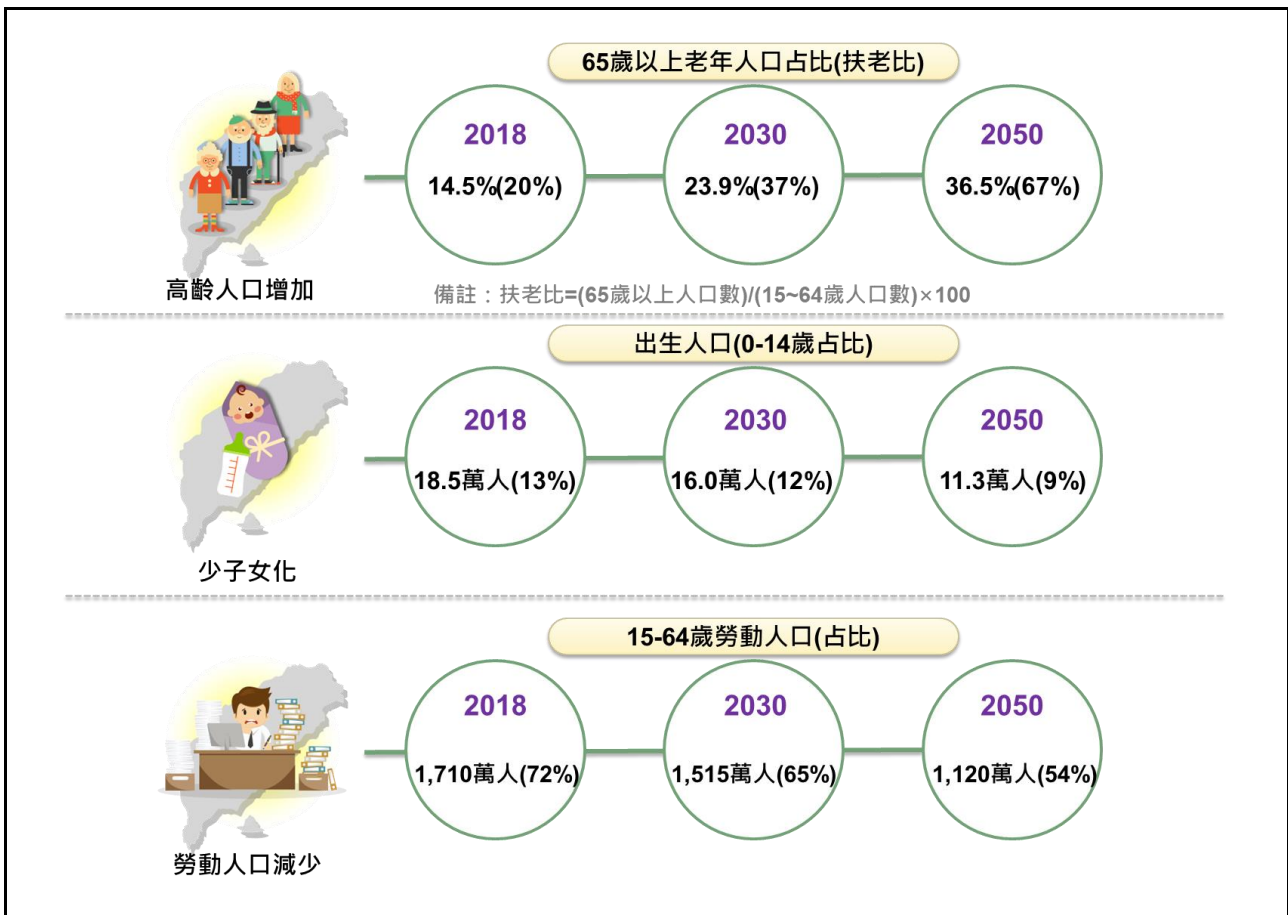 65歲以上老年人口占比(扶老比)
2018
14.5%(20%)
2030
23.9%(37%)
2050
36.5%(67%)
高齡人口增加
備註：扶老比=(65歲以上人口數)/(15~64歲人口數)×100
出生人口(0-14歲占比)
2018
18.5萬人(13%)
2030
16.0萬人(12%)
2050
11.3萬人(9%)
少子女化
15-64歲勞動人口(占比)
2018
1,710萬人(72%)
2030
1,515萬人(65%)
2050
1,120萬人(54%)
勞動人口減少